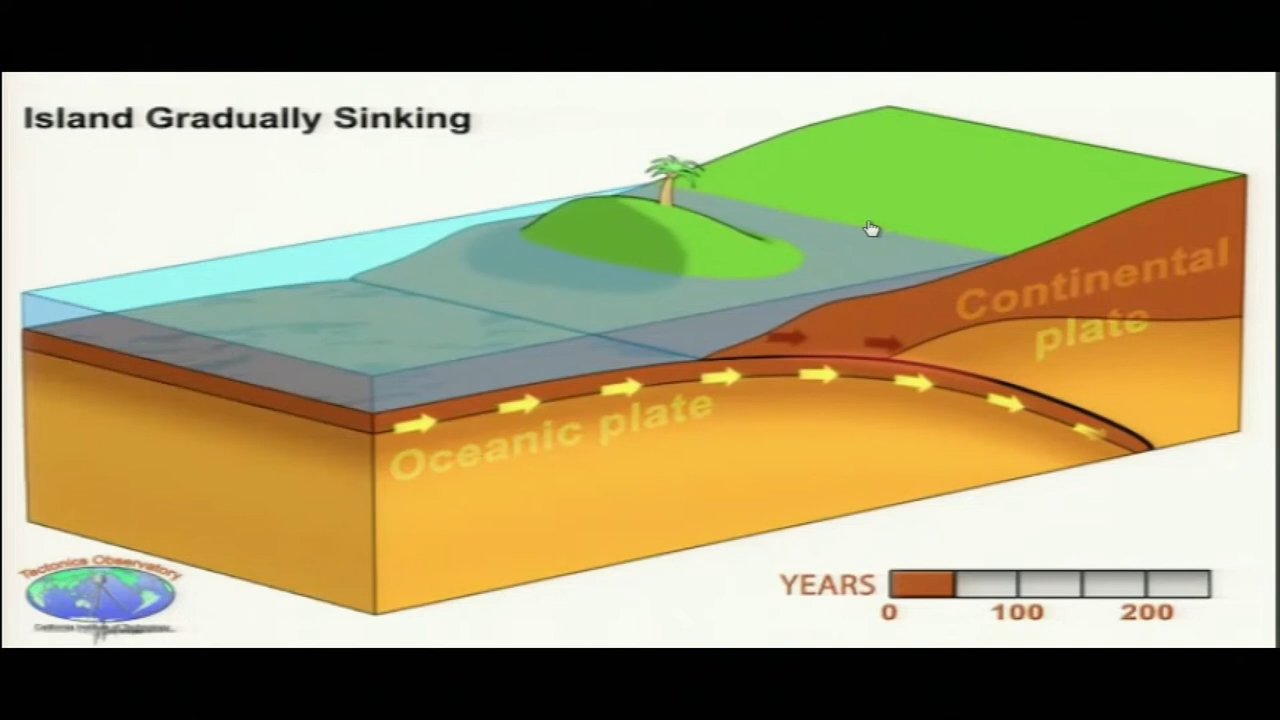 Island Gradually Sinking
Continental
plate
Oceanic plate
Tectonics Observatory
YEARS
0 100 200